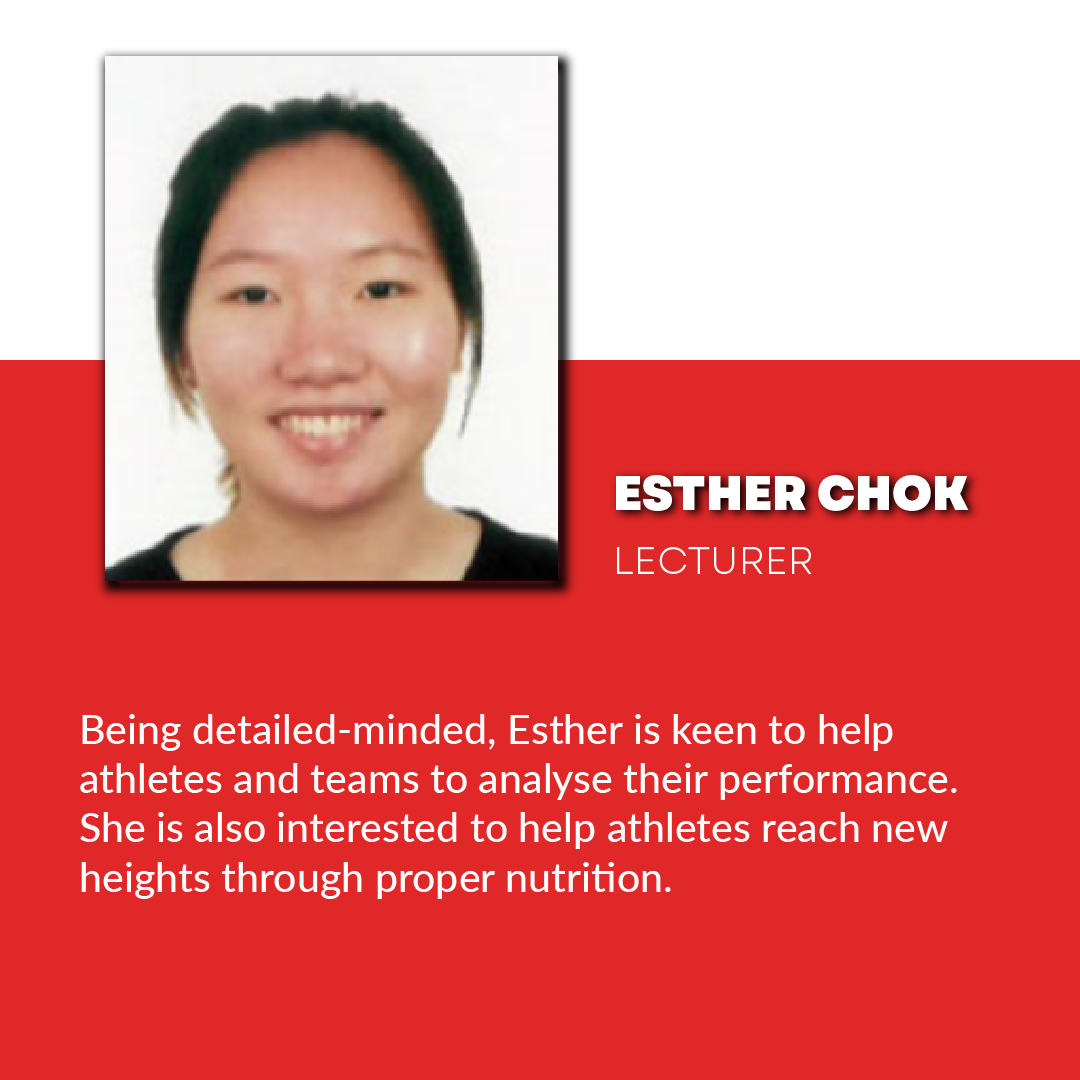 ESTHER CHOK
LECTURER
Being detailed-minded, Esther is keen to help
athletes and teams to analyse their performance.
She is also interested to help athletes reach new
heights through proper nutrition.